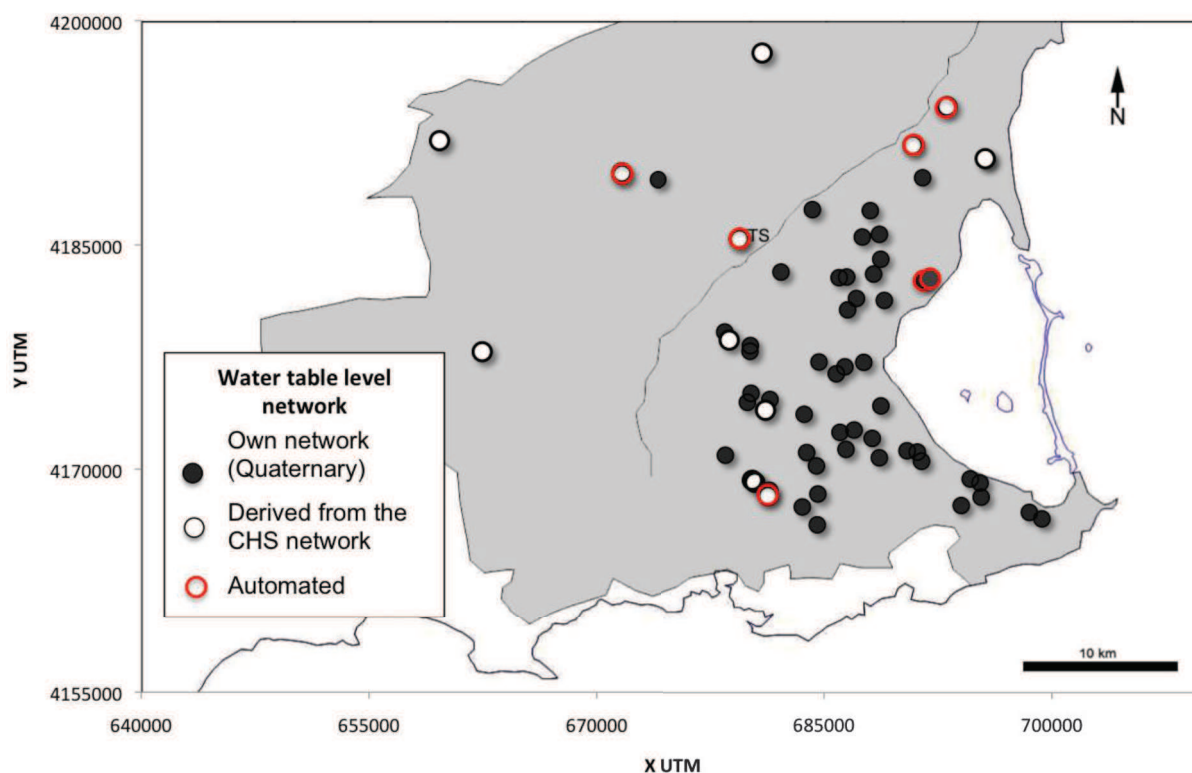 4200000
N
4185000
TS
Y UTM
Water table level
network
Own network
(Quaternary)
Derived from the
CHS network
Automated
4170000
10 km
4155000
640000 655000 670000 685000 700000
X UTM